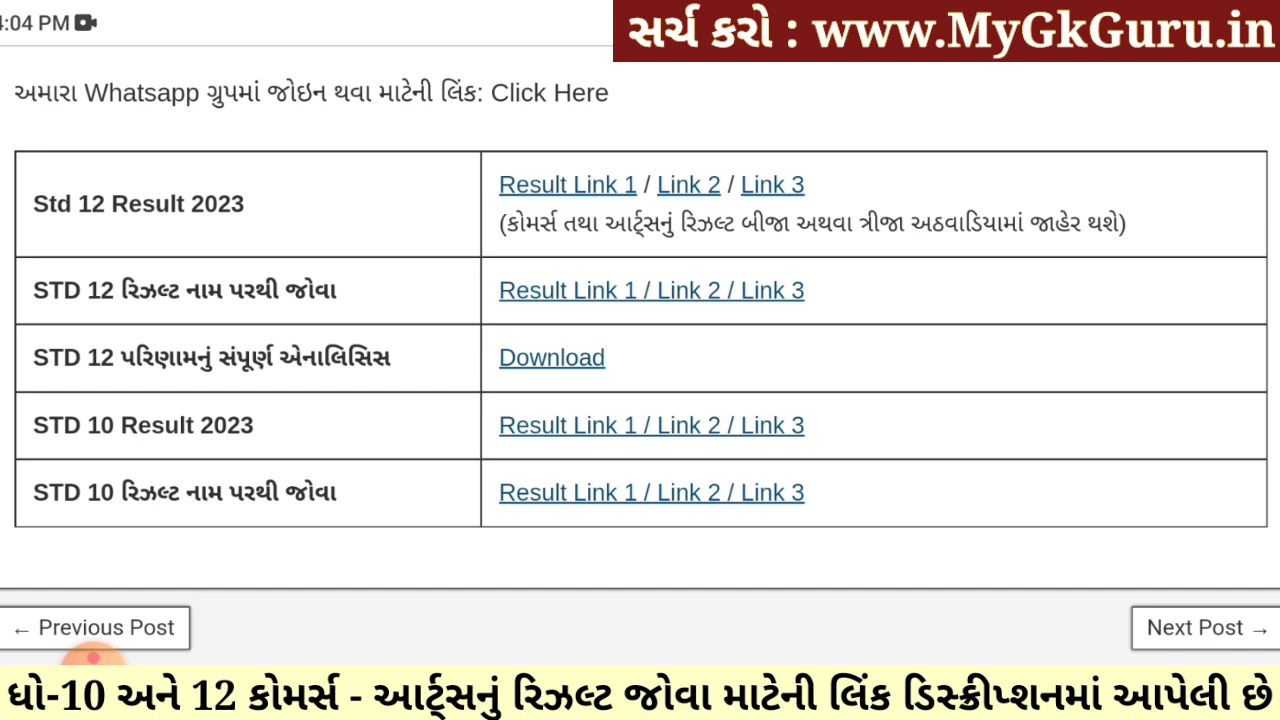 :04 PM
સર્ચ કરો : www.MyGkGuru.in
અમારા Whatsapp ગ્રુપમાં જોઇન થવા માટેની લિંક: Click Here
Std 12 Result 2023
Result Link 1 / Link 2 / Link 3
(કોમર્સ તથા આર્ટ્સનું રિઝલ્ટ બીજા અથવા ત્રીજા અઠવાડિયામાં જાહેર થશે)
STD 12 રિઝલ્ટ નામ પરથી જોવા
Result Link 1 / Link 2 / Link 3
STD 12 પરિણામનું સંપૂર્ણ એનાલિસિસ
Download
STD 10 Result 2023
Result Link 1 / Link 2 / Link 3
STD 10 રિઝલ્ટ નામ પરથી જોવા
Result Link 1 / Link 2 / Link 3
← Previous Post
Next Post →
ધો-10 અને 12 કોમર્સ - આર્ટ્સનું રિઝલ્ટ જોવા માટેની લિંક ડિસ્ક્રીપ્શનમાં આપેલી છે